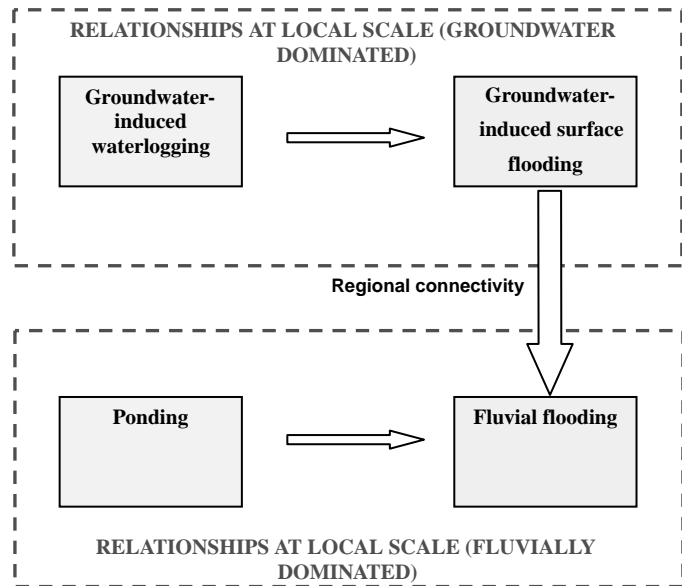 RELATIONSHIPS AT LOCAL SCALE (GROUNDWATER
DOMINATED)
Groundwater-
induced
waterlogging
Groundwater-
induced surface
flooding
Regional connectivity
Ponding
Fluvial flooding
RELATIONSHIPS AT LOCAL SCALE (FLUVIALLY
DOMINATED)